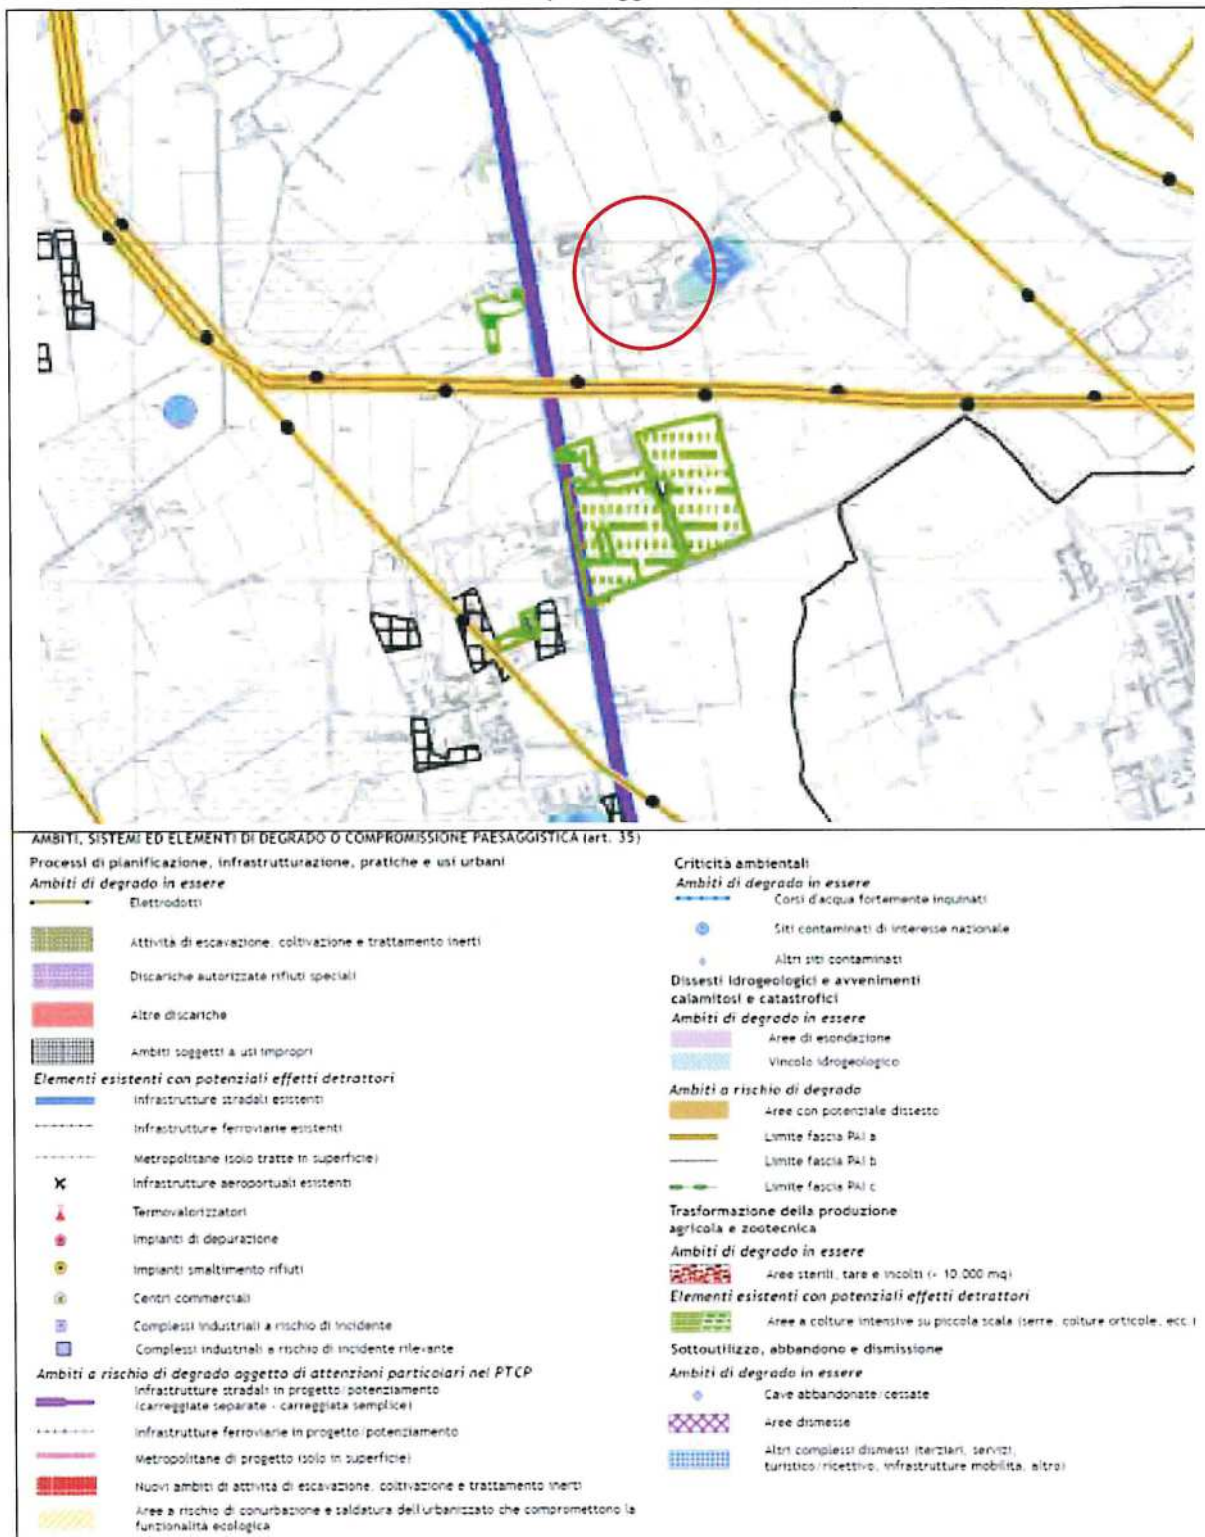 AMBITI, SISTEMI ED ELEMENTI DI DEGRADO O COMPROMISSIONE PAESAGGISTICA (art. 35)
Processi di planificazione, infrastrutturazione, pratiche e usi urbani
Ambiti di degrado in essere
Elettrodotti
Attività di escavazione, coltivazione e trattamento inerti
Discariche autorizzate rifiuti speciali
Altre discariche
Ambiti soggetti a usi impropri
Elementi esistenti con potenziali effetti detrattori
Infrastrutture stradali esistenti
Infrastrutture ferroviarie esistenti
Metropolitane (solo tratte in superficie)
Infrastrutture aeroportuali esistenti
Termovalorizzatori
Impianti di depurazione
Impianti smaltimento rifiuti
Centri commerciali
Complessi industriali a rischio di incidente
Complessi industriali a rischio di incidente rilevante
Ambiti a rischio di degrado oggetto di attenzioni particolari nel PTCP
Infrastrutture stradali in progetto/potenziamento
(carreggiate separate - carreggiata semplice)
Infrastrutture ferroviarie in progetto/potenziamento
Metropolitane di progetto (solo in superficie)
Nuovi ambiti di attività di escavazione, coltivazione e trattamento inerti
Aree a rischio di conurbazione e saldatura dell'urbanizzato che compromettono la
funzionalità ecologica
Criticità ambientali
Ambiti di degrado in essere
Corsi d'acqua fortemente inquinati
Siti contaminati di interesse nazionale
Altri siti contaminati
Dissesti idrogeologici e avvenimenti
calamitosi e catastrofici
Ambiti di degrado in essere
Aree di esondazione
Vincolo idrogeologico
Ambiti a rischio di degrado
Aree con potenziale dissesto
Limite fascia PAI a
Limite fascia PAI b
Limite fascia PAI c
Trasformazione della produzione
agricola e zootecnica
Ambiti di degrado in essere
Aree sterili, tare e incolti (- 10.000 mq)
Elementi esistenti con potenziali effetti detrattori
Aree a colture intensive su piccola scala (serre, colture orticole, ecc.)
Sottoutilizzo, abbandono e dismissione
Ambiti di degrado in essere
Cave abbandonate/cessate
Aree dismesse
Altri complessi dismessi (terziari, servizi,
turistico/ricettivo, infrastrutture mobilità, altro)